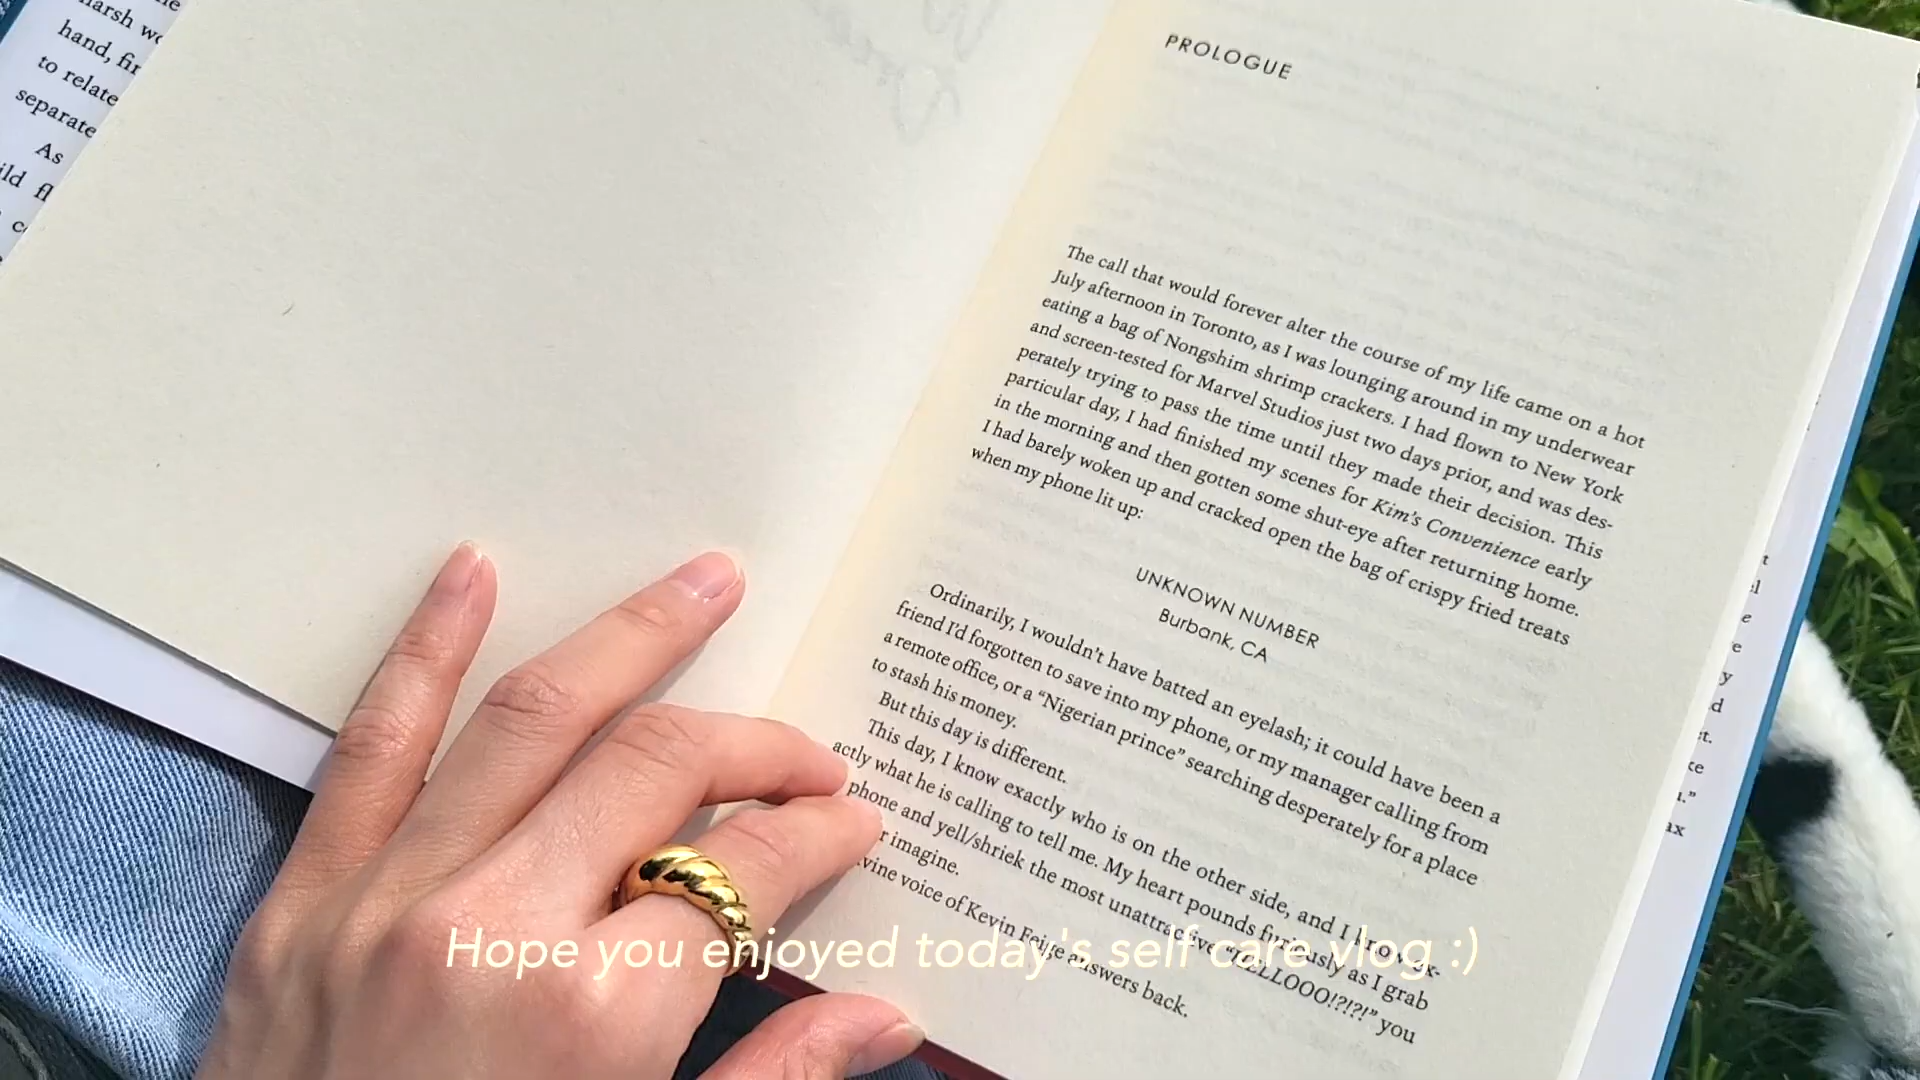 harsh
hand,
to relate
separate
As
PROLOGUE
The call that would forever alter the course of my life came on a hot
July afternoon in Toronto, as I was lounging around in my underwear
eating a bag of Nongshim shrimp crackers. I had flown to New York
and screen-tested for Marvel Studios just two days prior, and was des-
perately trying to pass the time until they made their decision. This
particular day, I had finished my scenes for Kim's Convenience early
in the morning and then gotten some shut-eye after returning home.
I had barely woken up and cracked open the bag of crispy fried treats
when my phone lit up:
UNKNOWN NUMBER
Burbank, CA
Ordinarily, I wouldn't have batted an eyelash; it could have been a
friend I'd forgotten to save into my phone, or my manager calling from
a remote office, or a “Nigerian prince” searching desperately for a place
to stash his money.
But this day is different.
This day, I know exactly who is on the other side, and I know ex-
actly what he is calling to tell me. My heart pounds furiously as I grab
phone and yell/shriek the most unattractive “HELLOOO!?!?!” you
imagine.
voice of Kevin Feige answers back.
Hope you enjoyed today's self care vlog :)